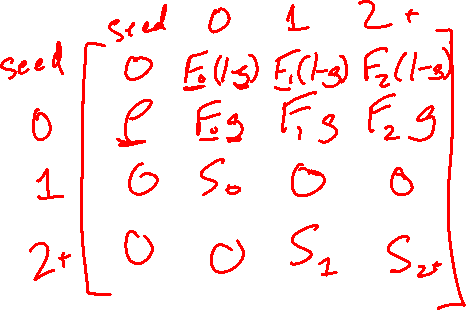 seed 0 1 2+
seed 0 F₀(1-g) F₁(1-g) F₂(1-g)
0 ρ F₀g F₁g F₂g
1 0 S₀ 0 0
2+ 0 0 S₁ S₂₊